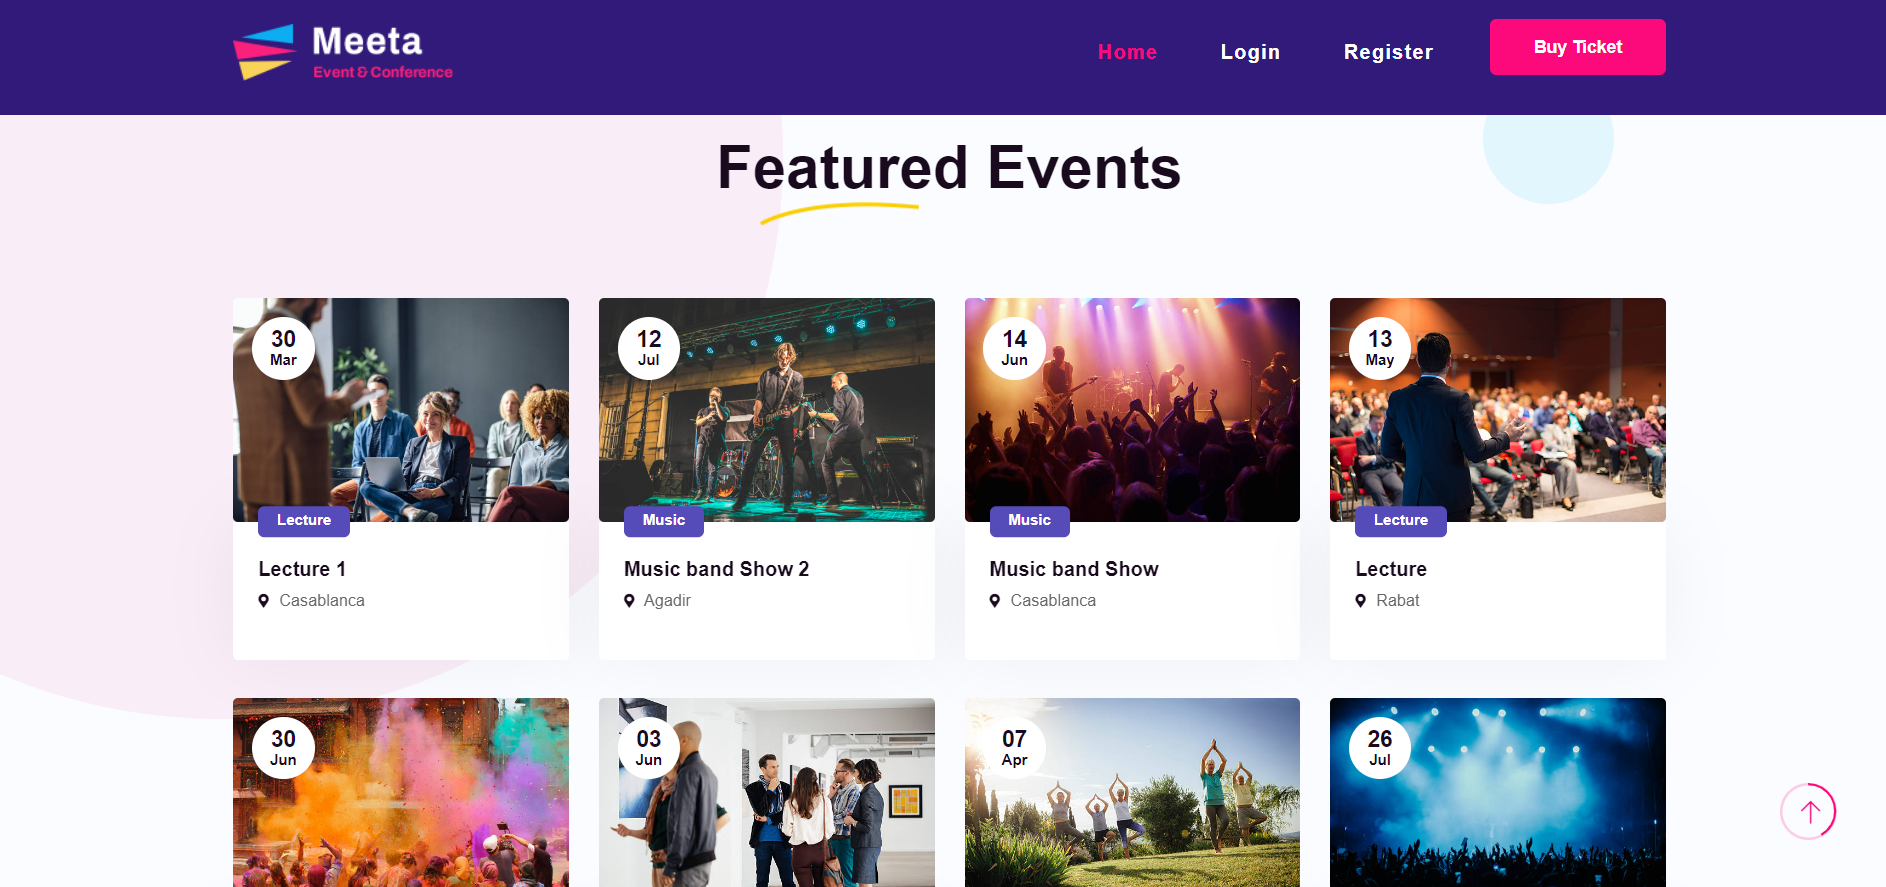 Meeta
Event & Conference
Home
Login
Register
Buy Ticket
Featured Events
30
Mar
12
Jul
14
Jun
13
May
Lecture
Music
Music
Lecture
Lecture 1
Music band Show 2
Music band Show
Lecture
Casablanca
Agadir
Casablanca
Rabat
30
Jun
03
Jun
07
Apr
26
Jul